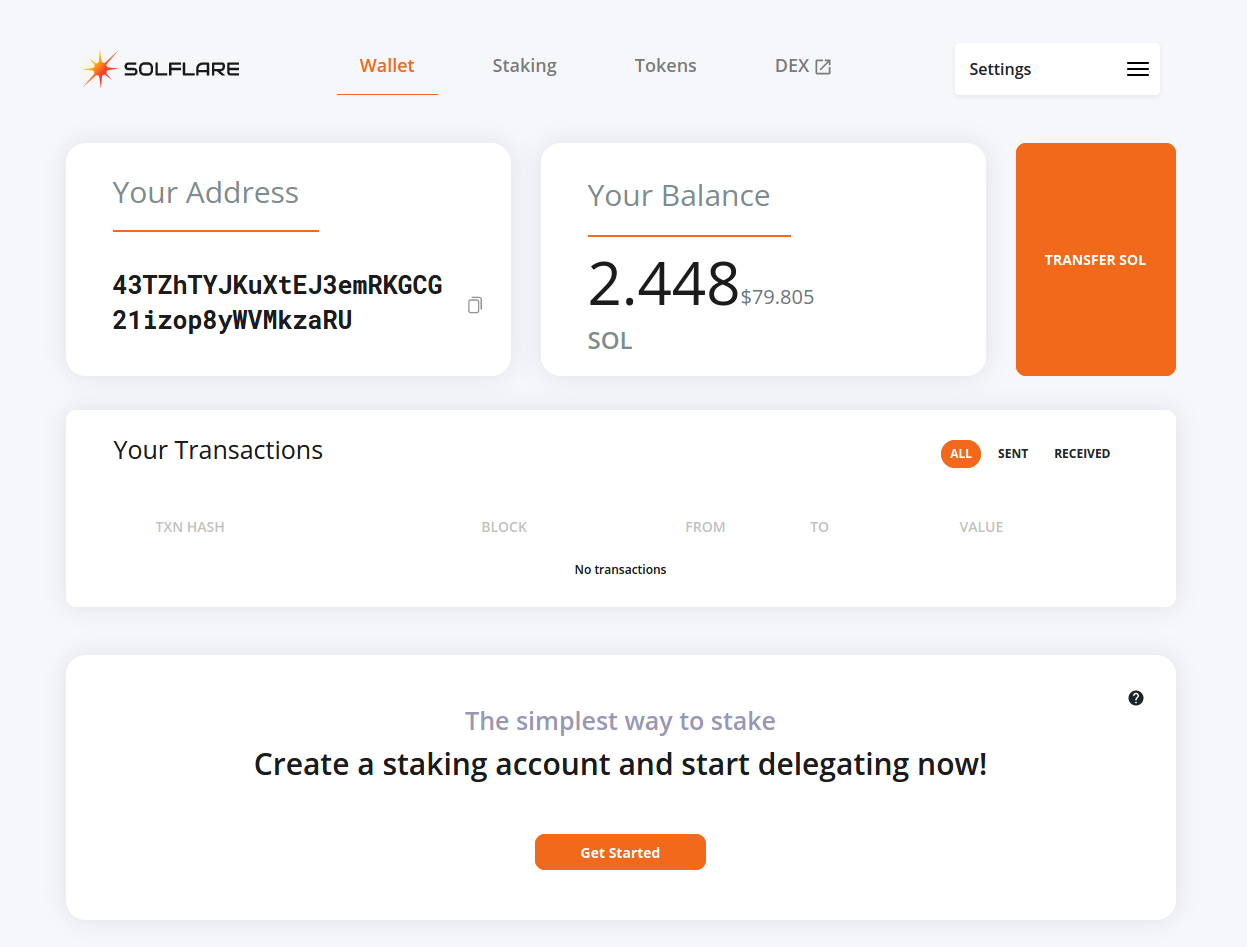 SOLFLARE
Wallet
Staking
Tokens
DEX
Settings
Your Address
43TZhTYJKuXtEJ3emRKGCG
21izop8yWVMkzaRU
Your Balance
2.448 $79.805
SOL
TRANSFER SOL
Your Transactions
ALL
SENT
RECEIVED
TXN HASH
BLOCK
FROM
TO
VALUE
No transactions
?
The simplest way to stake
Create a staking account and start delegating now!
Get Started